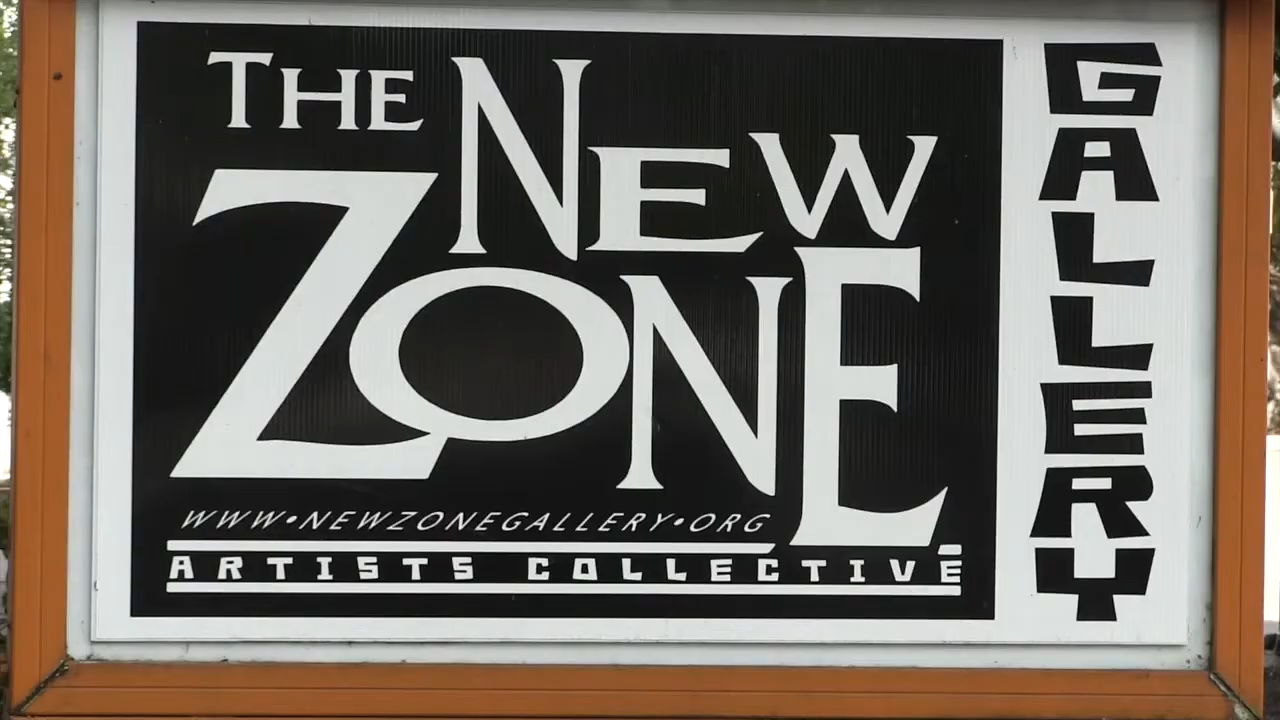 THE NEW
ZONE
WWW•NEWZONEGALLERY•ORG
ARTISTS COLLECTIVE
GALLERY